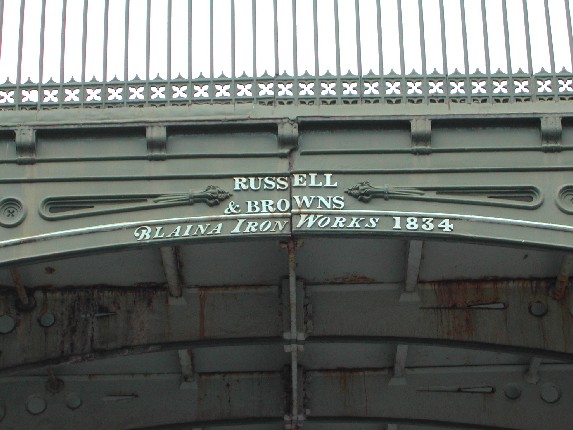 RUSSELL
& BROWNS
BLAINA IRON WORKS 1834